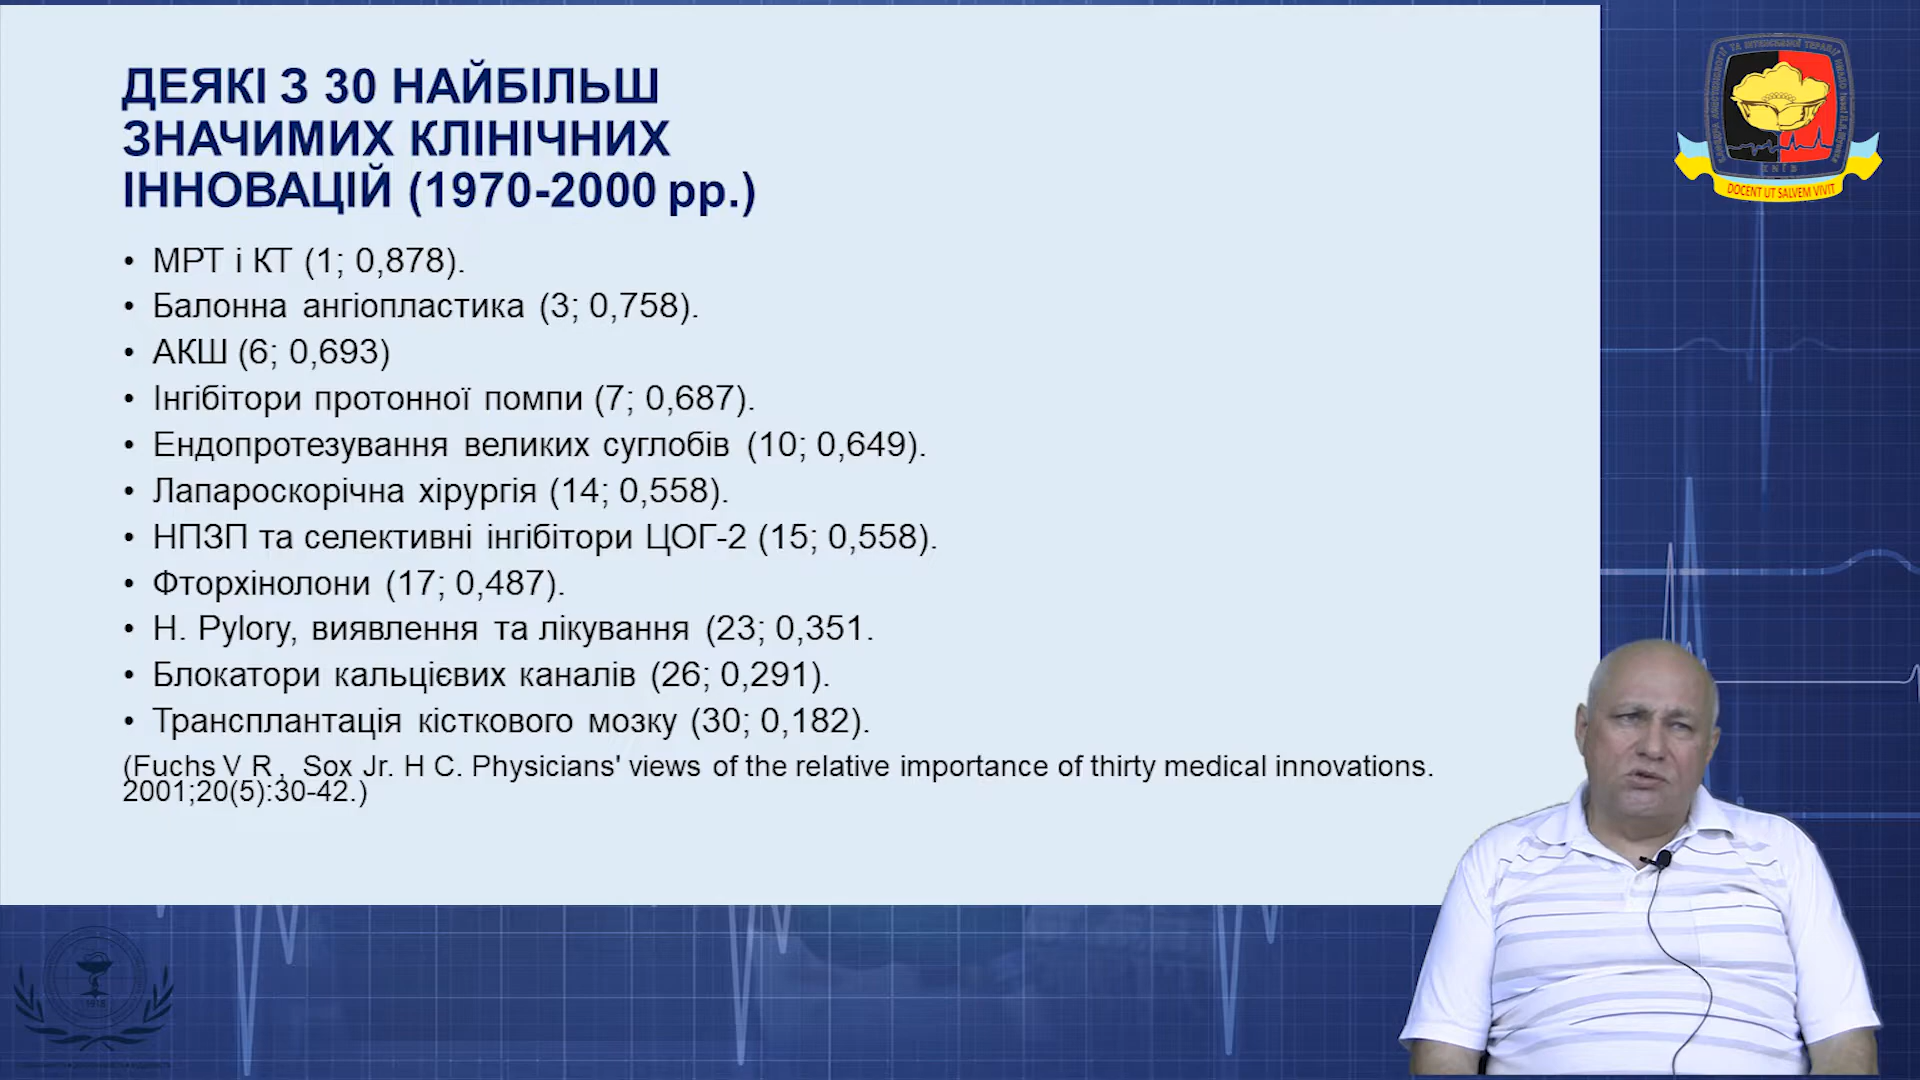 ДЕЯКІ З 30 НАЙБІЛЬШ
ЗНАЧИМИХ КЛІНІЧНИХ
ІННОВАЦІЙ (1970-2000 рр.)
• МРТ і КТ (1; 0,878).
• Балонна ангіопластика (3; 0,758).
• АКШ (6; 0,693)
• Інгібітори протонної помпи (7; 0,687).
• Ендопротезування великих суглобів (10; 0,649).
• Лапароскорічна хірургія (14; 0,558).
• НПЗП та селективні інгібітори ЦОГ-2 (15; 0,558).
• Фторхінолони (17; 0,487).
• H. Pylory, виявлення та лікування (23; 0,351.
• Блокатори кальцієвих каналів (26; 0,291).
• Трансплантація кісткового мозку (30; 0,182).
(Fuchs V R , Sox Jr. H C. Physicians' views of the relative importance of thirty medical innovations.
2001;20(5):30-42.)
КИЇВ
DOCENT UT SALVEM VIVIT
1918